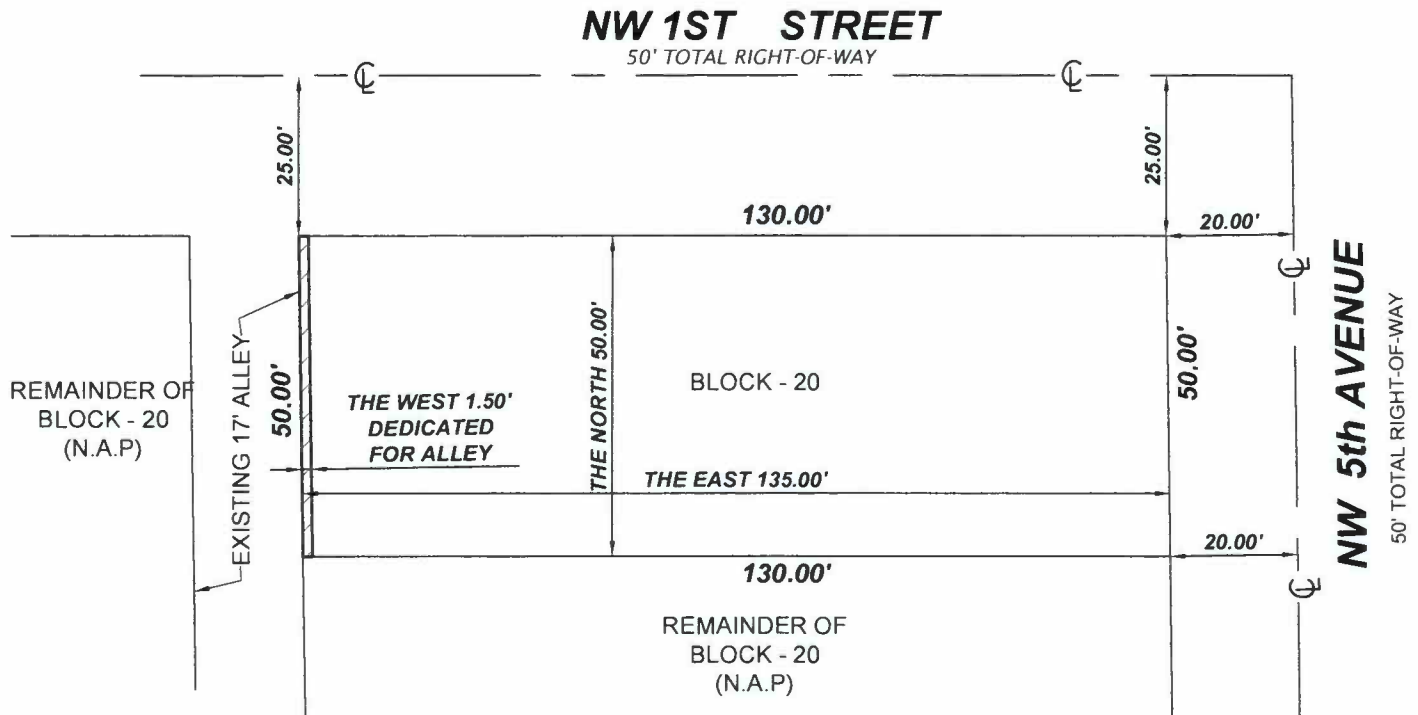 NW 1ST STREET
50' TOTAL RIGHT-OF-WAY
℄
℄
25.00'
25.00'
130.00'
20.00'
℄
NW 5th AVENUE
50' TOTAL RIGHT-OF-WAY
REMAINDER OF
BLOCK - 20
(N.A.P)
EXISTING 17' ALLEY
50.00'
THE WEST 1.50'
DEDICATED
FOR ALLEY
THE NORTH 50.00'
BLOCK - 20
50.00'
THE EAST 135.00'
20.00'
℄
130.00'
REMAINDER OF
BLOCK - 20
(N.A.P)